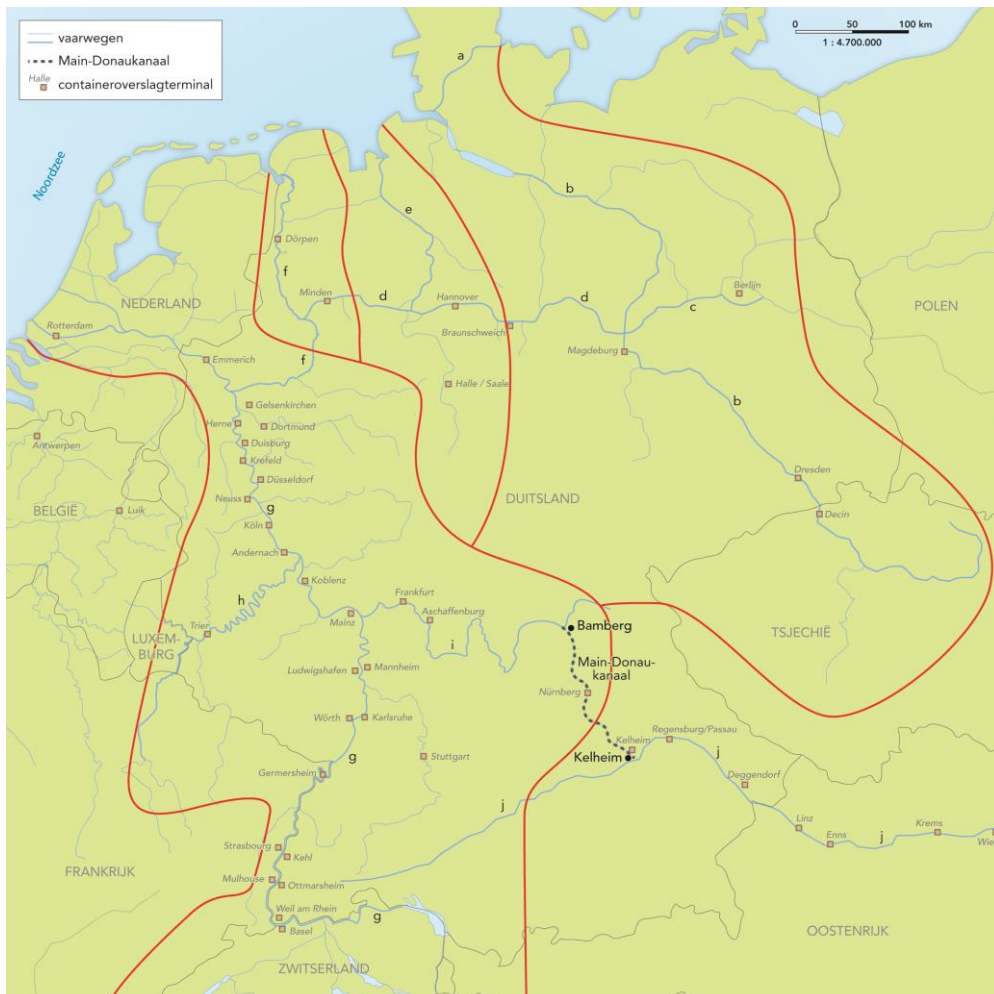 vaarwegen
Main-Donaukanaal
Halle
containeroverslagterminal
0 50 100 km
1 : 4.700.000
Noordzee
a
b
e
Dörpen
f
NEDERLAND
Minden
d
Hannover
d
Berlijn
c
POLEN
Rotterdam
Braunschweich
Emmerich
f
Magdeburg
Halle / Saale
b
Gelsenkirchen
Herne
Dortmund
Antwerpen
Duisburg
Krefeld
Düsseldorf
Dresden
Neuss
DUITSLAND
BELGIË
Luik
g
Decin
Köln
Andernach
Koblenz
h
Frankfurt
Aschaffenburg
Mainz
Trier
Bamberg
TSJECHIË
LUXEM-
BURG
i
Main-Donau-
kanaal
Ludwigshafen
Mannheim
Nürnberg
Wörth
Karlsruhe
Regensburg/Passau
Kelheim
Stuttgart
g
Kelheim
j
Germersheim
Deggendorf
j
Linz
Krems
Enns
j
Wie
Strasbourg
Kehl
FRANKRIJK
Mulhouse
Ottmarsheim
Weil am Rhein
g
Basel
OOSTENRIJK
ZWITSERLAND